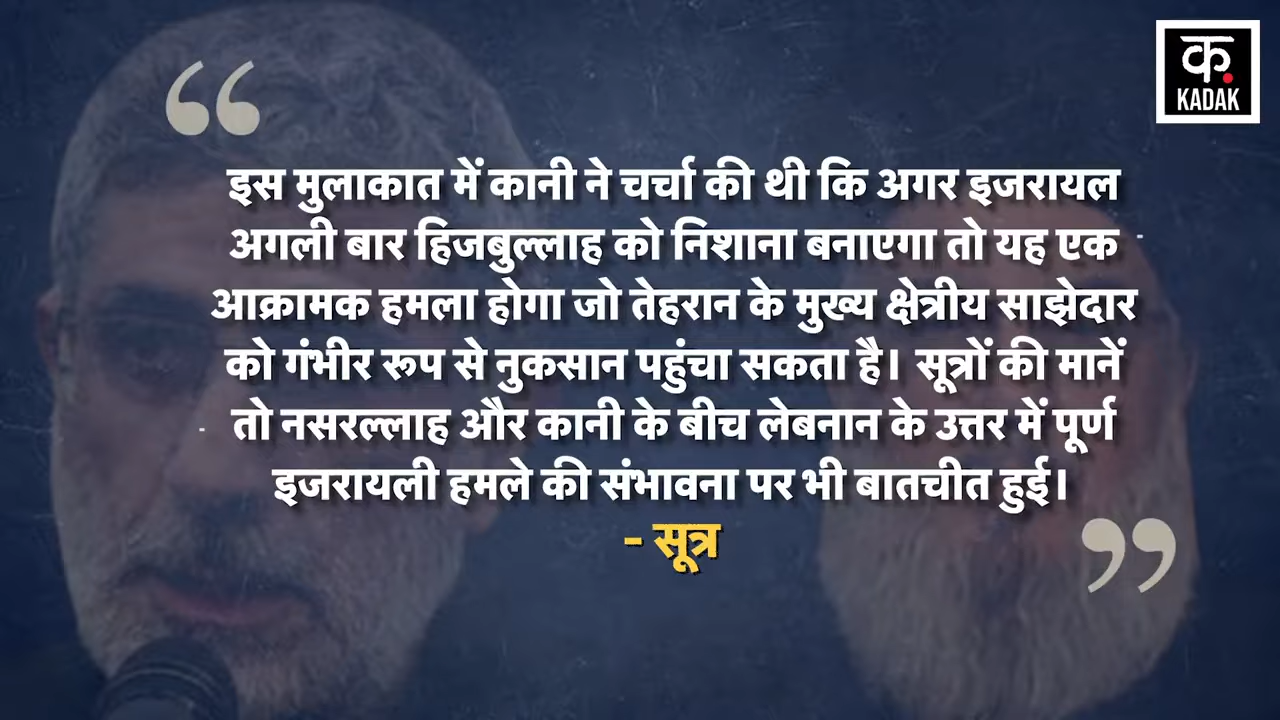 क.
KADAK
“
इस मुलाकात में कानी ने चर्चा की थी कि अगर इजरायल
अगली बार हिजबुल्लाह को निशाना बनाएगा तो यह एक
आक्रामक हमला होगा जो तेहरान के मुख्य क्षेत्रीय साझेदार
को गंभीर रूप से नुकसान पहुंचा सकता है। सूत्रों की मानें
तो नसरल्लाह और कानी के बीच लेबनान के उत्तर में पूर्ण
इजरायली हमले की संभावना पर भी बातचीत हुई।
- सूत्र
”